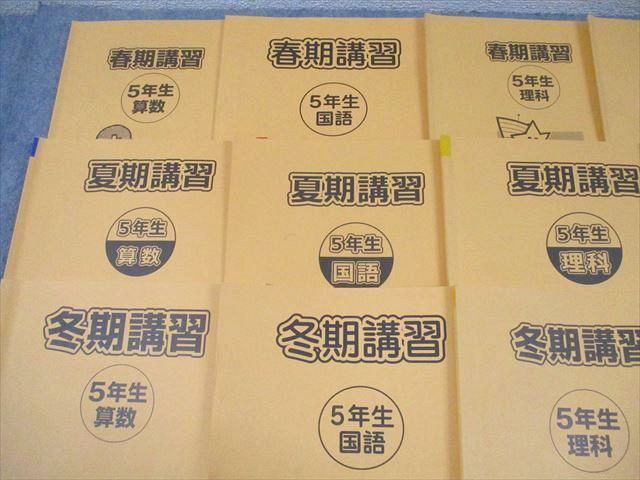 春期講習
5年生
算数
春期講習
5年生
国語
春期講習
5年生
理科
夏期講習
5年生
算数
夏期講習
5年生
国語
夏期講習
5年生
理科
冬期講習
5年生
算数
冬期講習
5年生
国語
冬期講習
5年生
理科